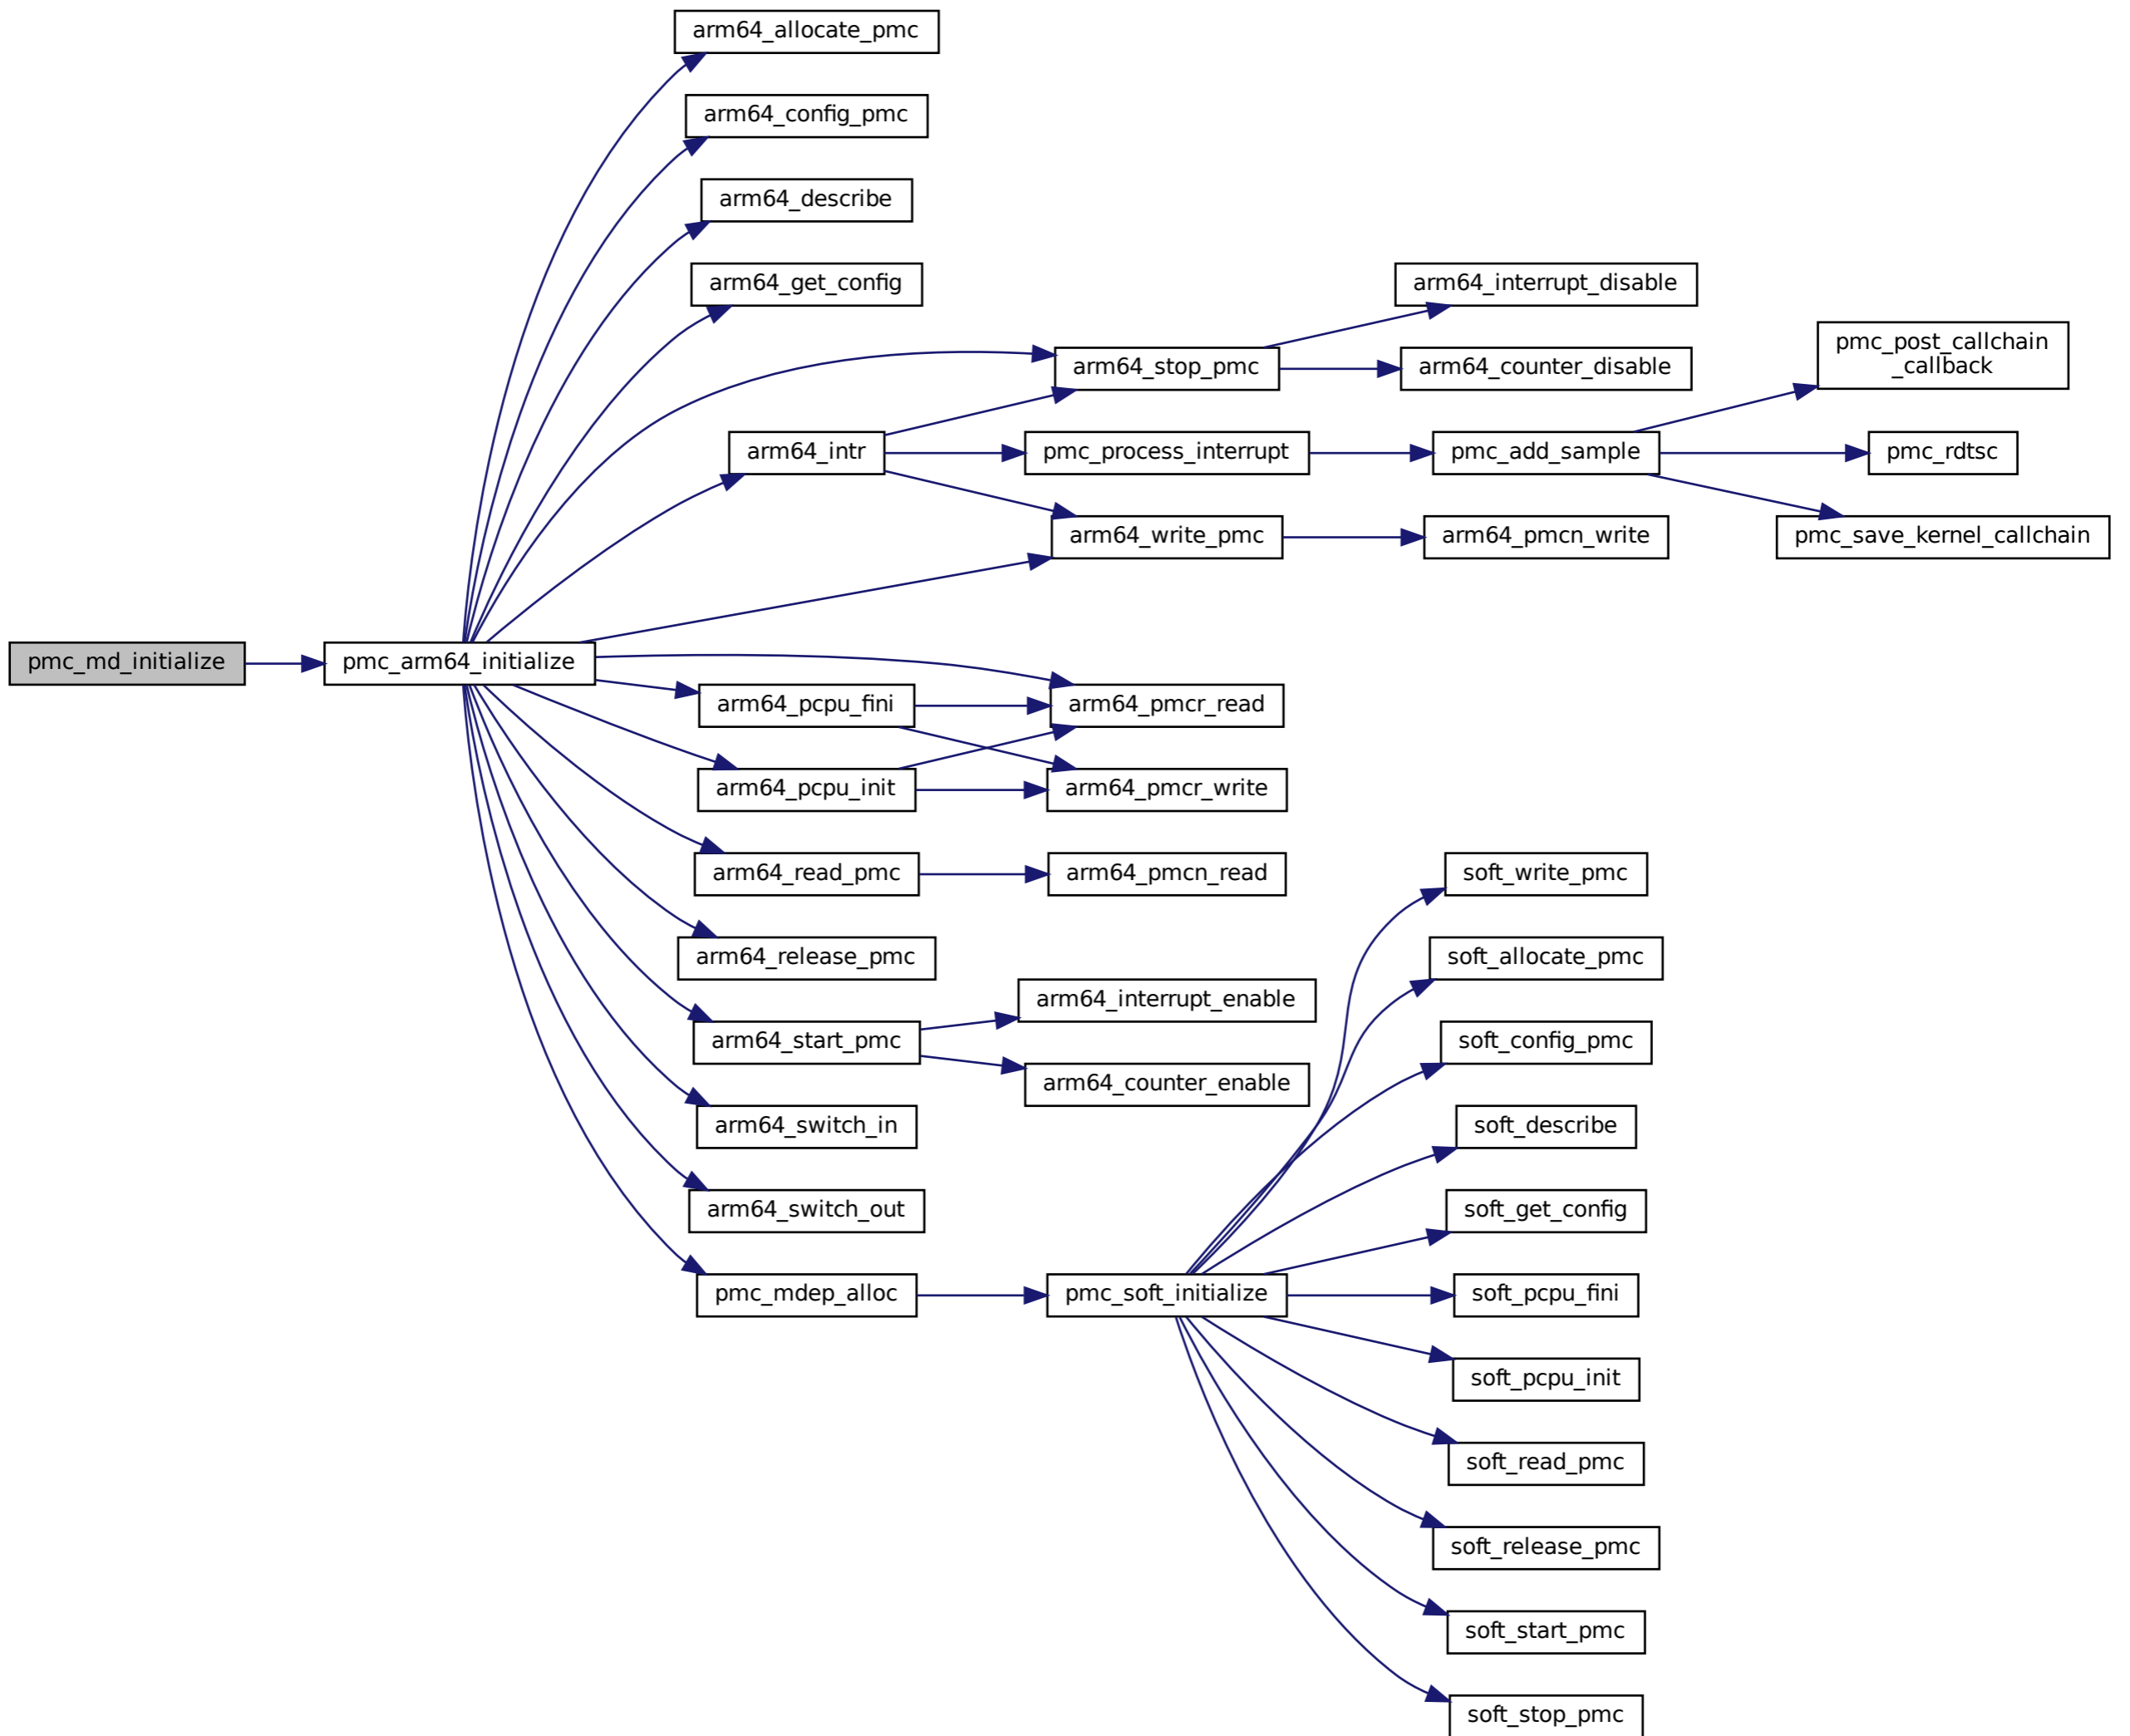 arm64_allocate_pmc
arm64_config_pmc
arm64_describe
arm64_get_config
arm64_interrupt_disable
pmc_post_callchain
_callback
arm64_stop_pmc
arm64_counter_disable
arm64_intr
pmc_process_interrupt
pmc_add_sample
pmc_rdtsc
arm64_write_pmc
arm64_pmcn_write
pmc_save_kernel_callchain
pmc_md_initialize
pmc_arm64_initialize
arm64_pcpu_fini
arm64_pmcr_read
arm64_pcpu_init
arm64_pmcr_write
arm64_read_pmc
arm64_pmcn_read
soft_write_pmc
arm64_release_pmc
soft_allocate_pmc
arm64_interrupt_enable
arm64_start_pmc
soft_config_pmc
arm64_counter_enable
arm64_switch_in
soft_describe
arm64_switch_out
soft_get_config
pmc_mdep_alloc
pmc_soft_initialize
soft_pcpu_fini
soft_pcpu_init
soft_read_pmc
soft_release_pmc
soft_start_pmc
soft_stop_pmc